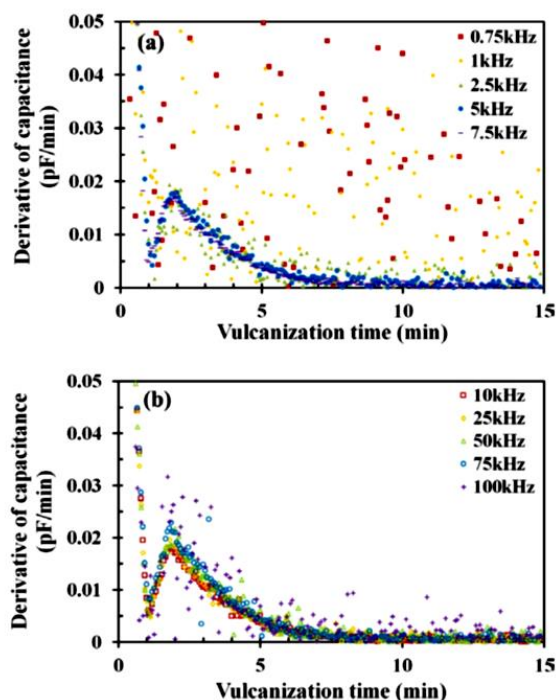 (a)
0.75kHz
1kHz
2.5kHz
5kHz
7.5kHz
Derivative of capacitance
(pF/min)
0.05
0.04
0.03
0.02
0.01
0
0 5 10 15
Vulcanization time (min)
(b)
10kHz
25kHz
50kHz
75kHz
100kHz
Derivative of capacitance
(pF/min)
0.05
0.04
0.03
0.02
0.01
0
0 5 10 15
Vulcanization time (min)